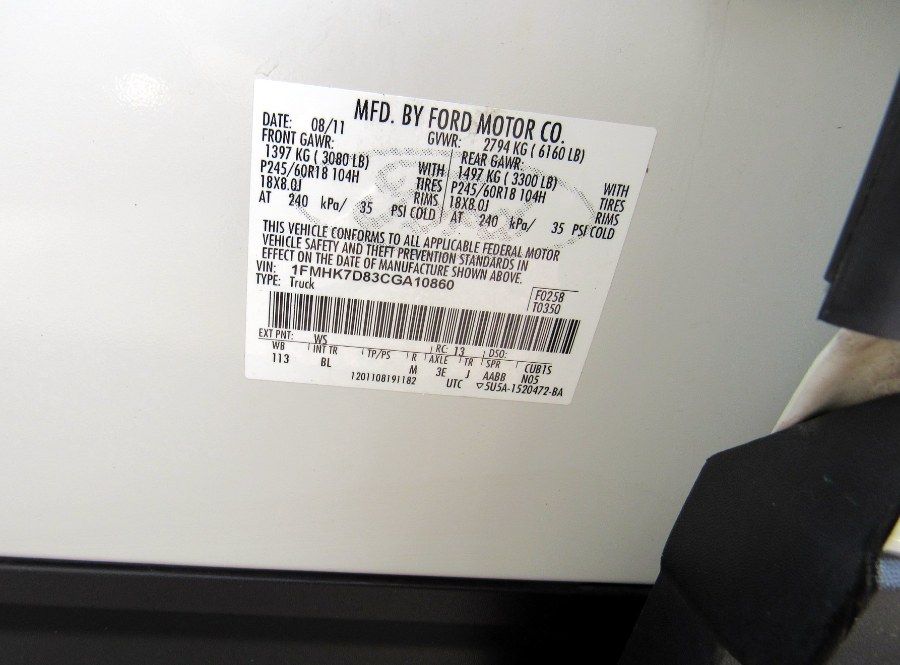 MFD. BY FORD MOTOR CO.
DATE: 08/11 GVWR: 2794 KG ( 6160 LB)
FRONT GAWR: REAR GAWR:
1397 KG ( 3080 LB) WITH 1497 KG ( 3300 LB) WITH
P245/60R18 104H TIRES P245/60R18 104H TIRES
18X8.0J RIMS 18X8.0J RIMS
AT 240 kPa/ 35 PSI COLD AT 240 kPa/ 35 PSI COLD
THIS VEHICLE CONFORMS TO ALL APPLICABLE FEDERAL MOTOR
VEHICLE SAFETY AND THEFT PREVENTION STANDARDS IN
EFFECT ON THE DATE OF MANUFACTURE SHOWN ABOVE.
VIN: 1FMHK7D83CGA10860
TYPE: Truck
F0258
T0350
EXT PNT: WS RC: 13 DSO:
WB INT TR TP/PS R AXLE TR SPR CUBTS
113 BL M 3E J AABB N05
1201108191182 UTC ▽5U5A-1520472-BA
Ford